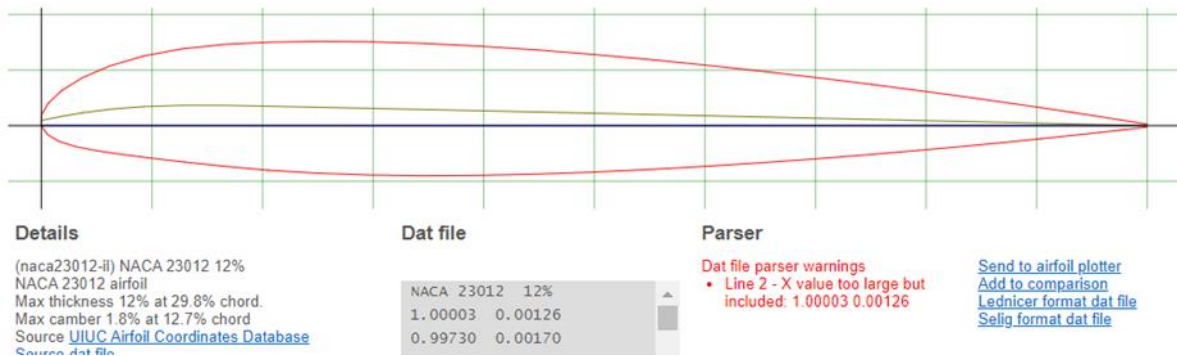 Details
(naca23012-il) NACA 23012 12%
NACA 23012 airfoil
Max thickness 12% at 29.8% chord.
Max camber 1.8% at 12.7% chord
Source UIUC Airfoil Coordinates Database
Source dat file
Dat file
NACA 23012 12%
1.00003 0.00126
0.99730 0.00170
Parser
Dat file parser warnings
• Line 2 - X value too large but
included: 1.00003 0.00126
Send to airfoil plotter
Add to comparison
Lednicer format dat file
Selig format dat file